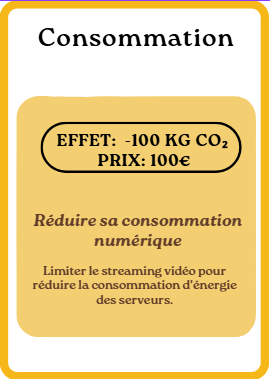 Consommation
EFFET: -100 KG CO₂
PRIX: 100€
Réduire sa consommation
numérique
Limiter le streaming vidéo pour
réduire la consommation d'énergie
des serveurs.